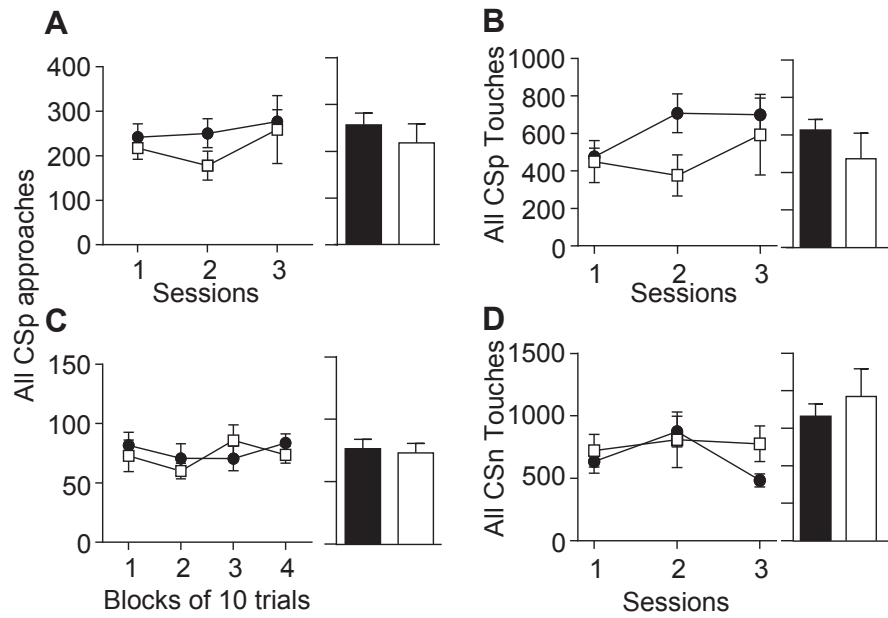 A
All CSp approaches
400
300
200
100
0
1 2 3
Sessions
B
All CSp Touches
1000
800
600
400
200
0
1 2 3
Sessions
C
150
100
50
0
1 2 3 4
Blocks of 10 trials
D
All CSn Touches
1500
1000
500
0
1 2 3
Sessions